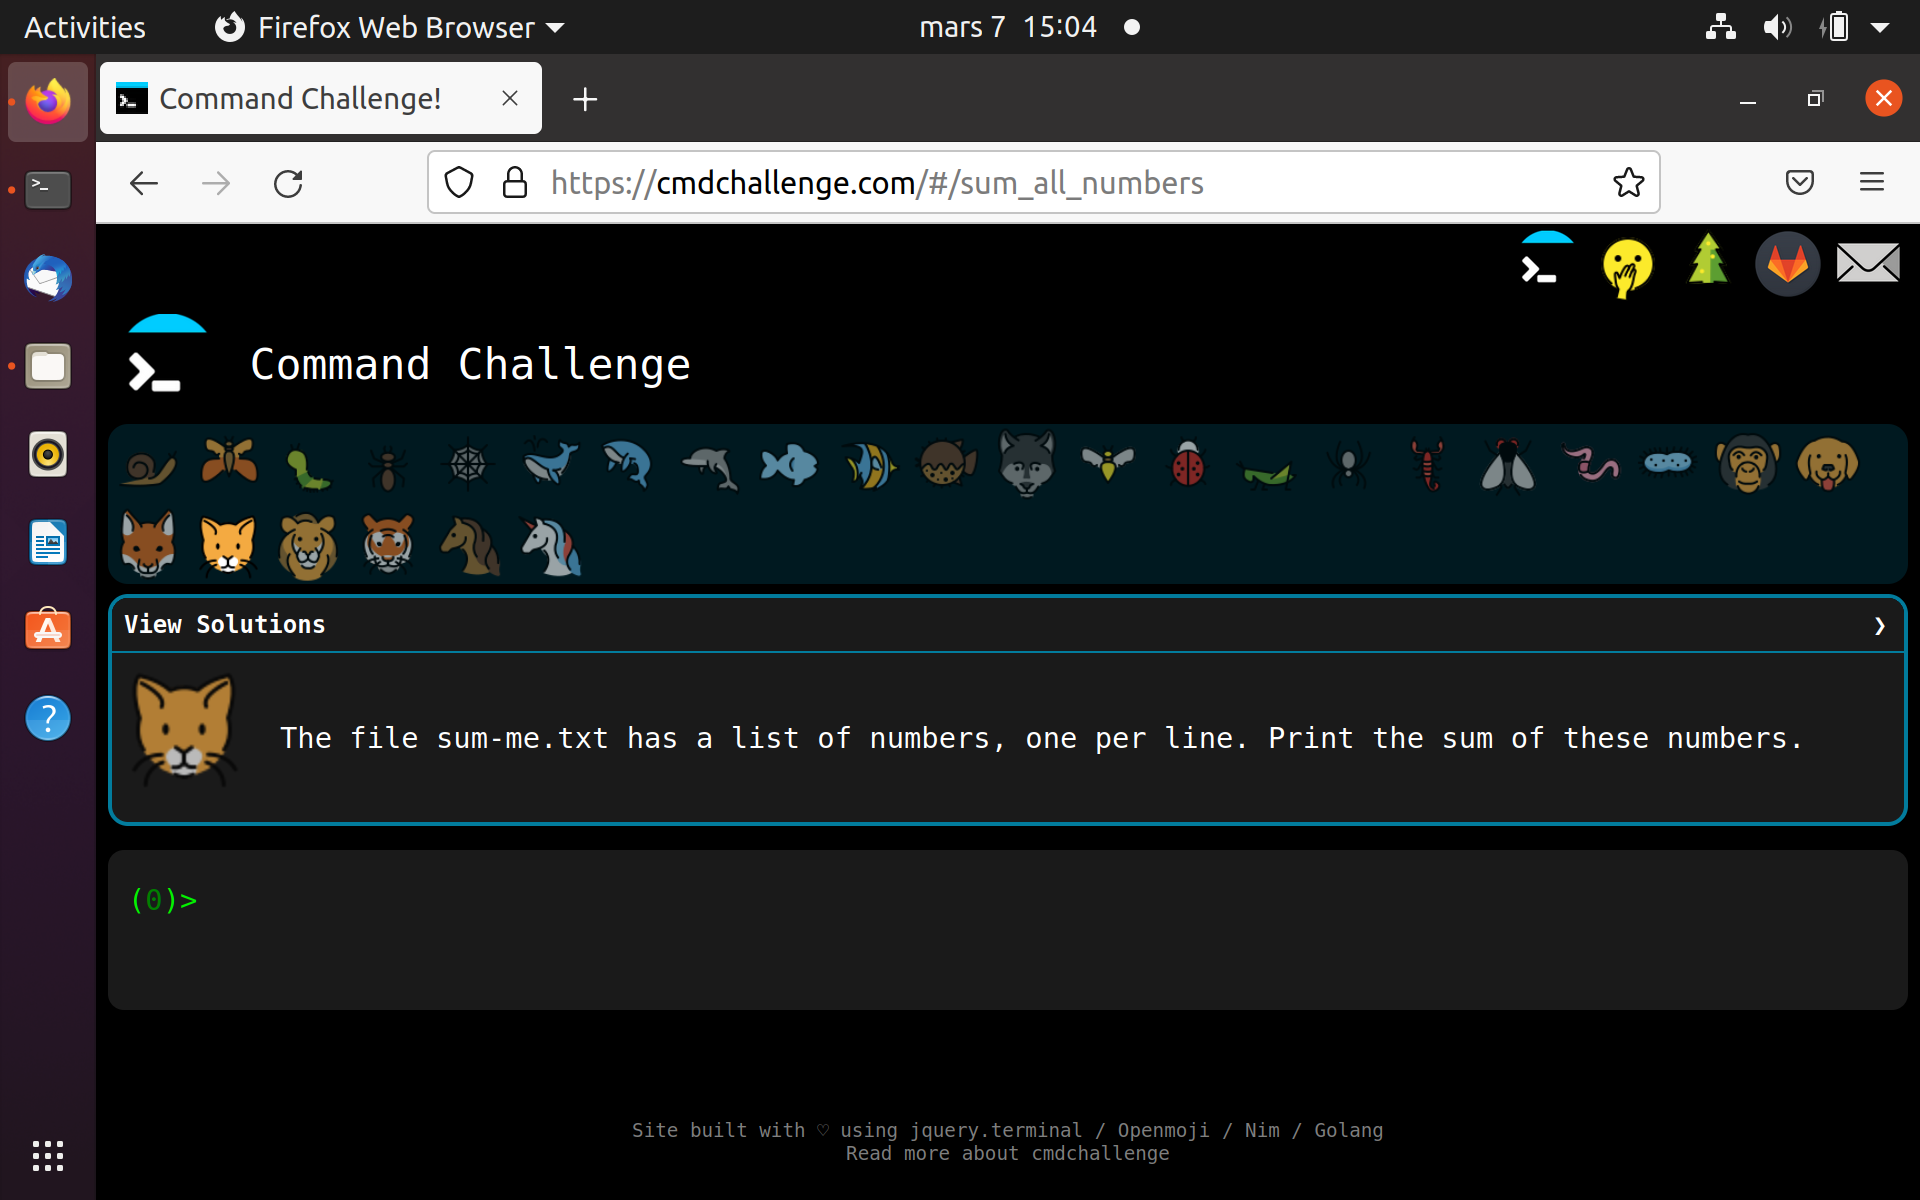 Activities
Firefox Web Browser
mars 7 15:04
Command Challenge!
https://cmdchallenge.com/#/sum_all_numbers
Command Challenge
View Solutions
The file sum-me.txt has a list of numbers, one per line. Print the sum of these numbers.
(0)>
Site built with ♡ using jquery.terminal / Openmoji / Nim / Golang
Read more about cmdchallenge